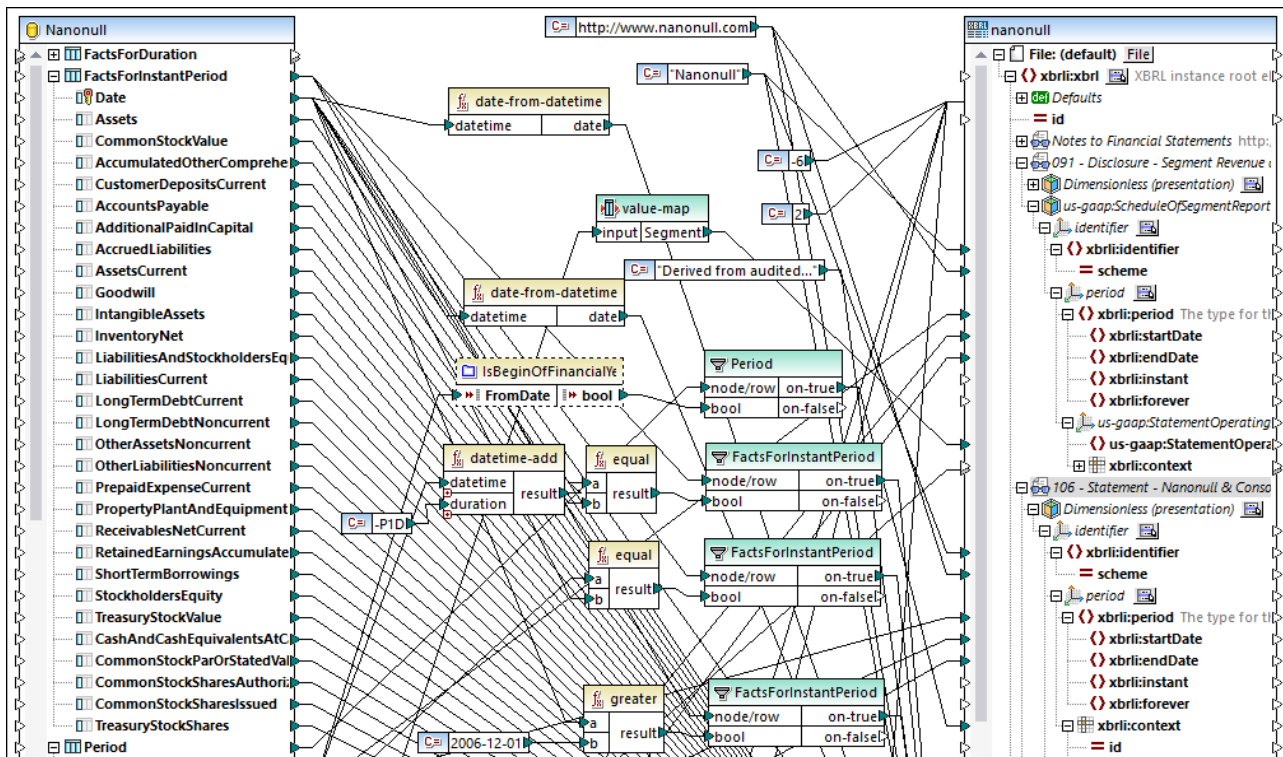 Nanonull
FactsForDuration
FactsForInstantPeriod
Date
Assets
CommonStockValue
AccumulatedOtherComprehe
CustomerDepositsCurrent
AccountsPayable
AdditionalPaidInCapital
AccruedLiabilities
AssetsCurrent
Goodwill
IntangibleAssets
InventoryNet
LiabilitiesAndStockholdersEq
LiabilitiesCurrent
LongTermDebtCurrent
LongTermDebtNoncurrent
OtherAssetsNoncurrent
OtherLiabilitiesNoncurrent
PrepaidExpenseCurrent
PropertyPlantAndEquipment
ReceivablesNetCurrent
RetainedEarningsAccumulate
ShortTermBorrowings
StockholdersEquity
TreasuryStockValue
CashAndCashEquivalentsAtC
CommonStockParOrStatedVal
CommonStockSharesAuthori
CommonStockSharesIssued
TreasuryStockShares
Period
C= http://www.nanonull.com
C= "Nanonull"
date-from-datetime
datetime date
C= -6
value-map
input Segment
C= 2
C= "Derived from audited..."
date-from-datetime
datetime date
IsBeginOfFinancialYe
FromDate bool
Period
node/row on-true
bool on-false
datetime-add
datetime
duration
result
C= -P1D
equal
a
b
result
FactsForInstantPeriod
node/row on-true
bool on-false
equal
a
b
result
FactsForInstantPeriod
node/row on-true
bool on-false
greater
a
b
result
C= 2006-12-01
FactsForInstantPeriod
node/row on-true
bool on-false
XBRL nanonull
File: (default) File
xbrli:xbrl XBRL instance root el
def Defaults
id
Notes to Financial Statements http:
091 - Disclosure - Segment Revenue
Dimensionless (presentation)
us-gaap:ScheduleOfSegmentReport
identifier
xbrli:identifier
scheme
period
xbrli:period The type for th
xbrli:startDate
xbrli:endDate
xbrli:instant
xbrli:forever
us-gaap:StatementOperating
us-gaap:StatementOpera
xbrli:context
106 - Statement - Nanonull & Conso
Dimensionless (presentation)
identifier
xbrli:identifier
scheme
period
xbrli:period The type for th
xbrli:startDate
xbrli:endDate
xbrli:instant
xbrli:forever
xbrli:context
id